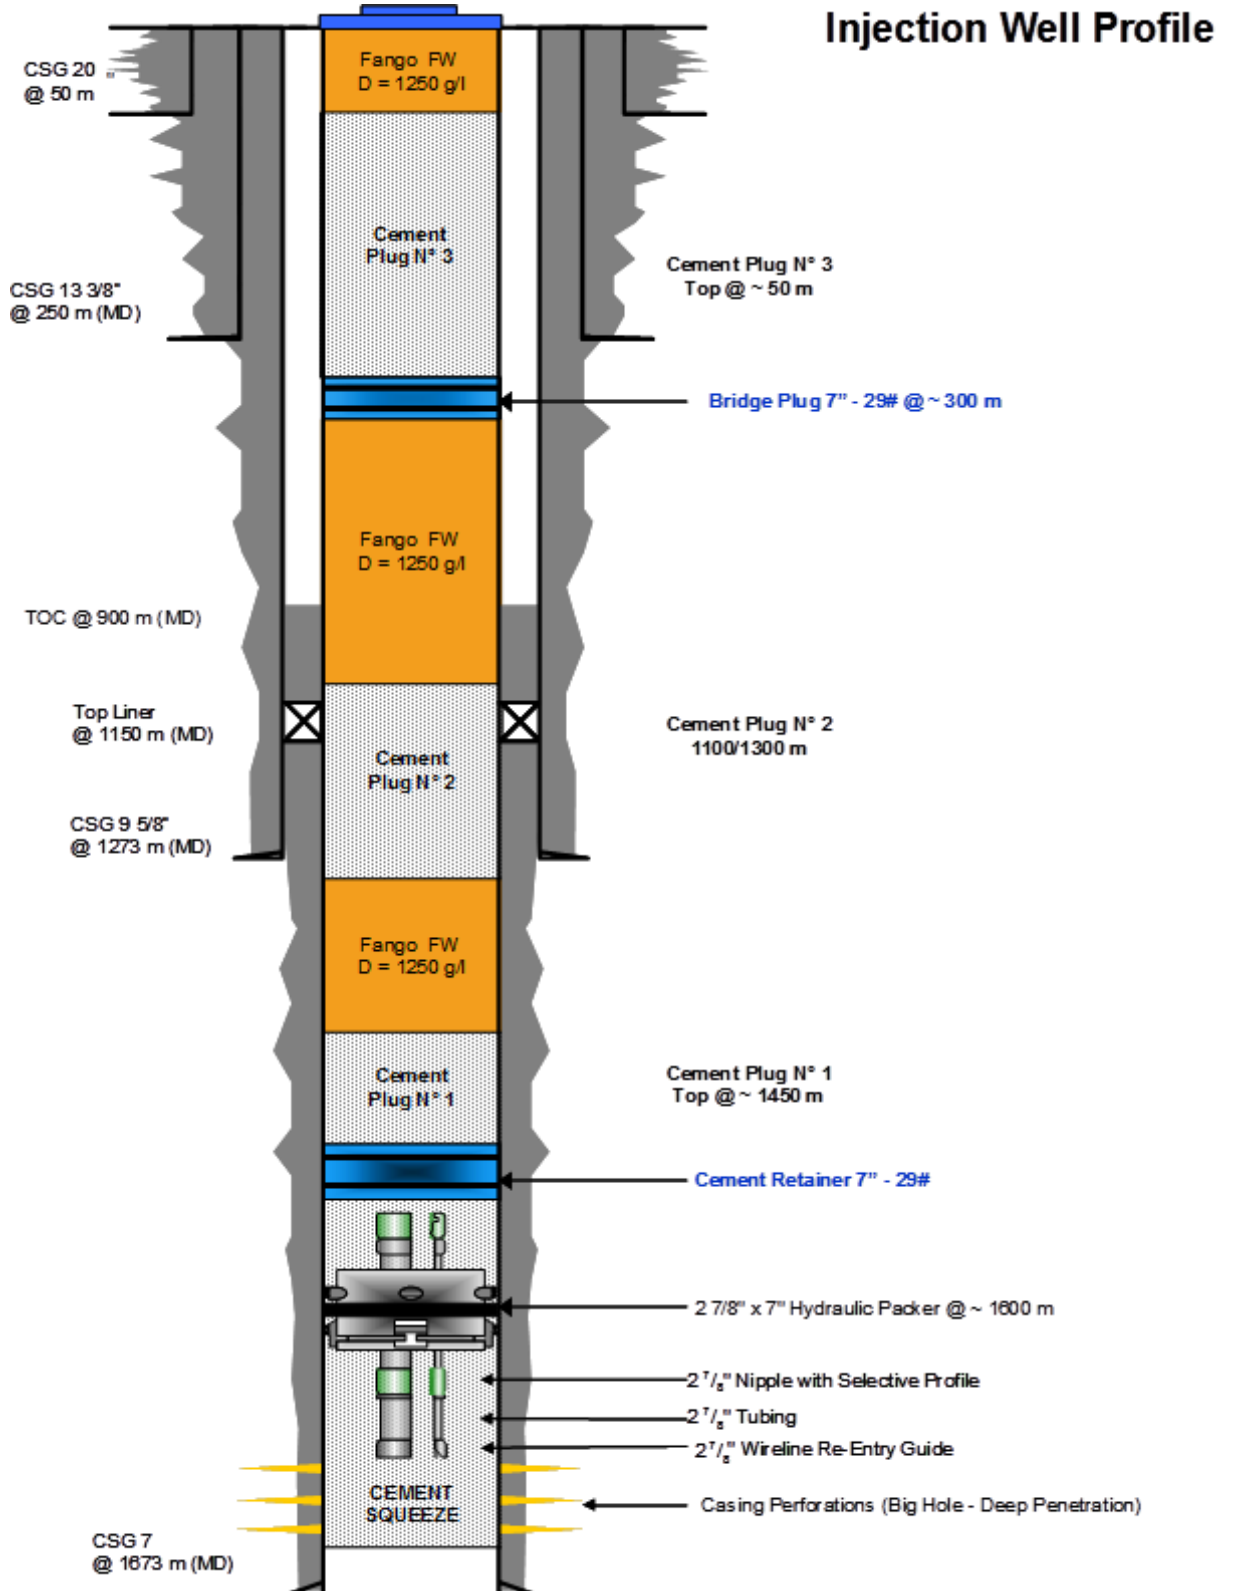 Injection Well Profile
Fango FW
D = 1250 g/l
CSG 20 "
@ 50 m
Cement
Plug N° 3
Cement Plug N° 3
Top @ ~ 50 m
CSG 13 3/8"
@ 250 m (MD)
Bridge Plug 7" - 29# @ ~ 300 m
Fango FW
D = 1250 g/l
TOC @ 900 m (MD)
Top Liner
@ 1150 m (MD)
Cement Plug N° 2
1100/1300 m
Cement
Plug N° 2
CSG 9 5/8"
@ 1273 m (MD)
Fango FW
D = 1250 g/l
Cement
Plug N° 1
Cement Plug N° 1
Top @ ~ 1450 m
Cement Retainer 7" - 29#
2 7/8" x 7" Hydraulic Packer @ ~ 1600 m
2 7/8" Nipple with Selective Profile
2 7/8" Tubing
2 7/8" Wireline Re-Entry Guide
CEMENT
SQUEEZE
Casing Perforations (Big Hole - Deep Penetration)
CSG 7
@ 1673 m (MD)